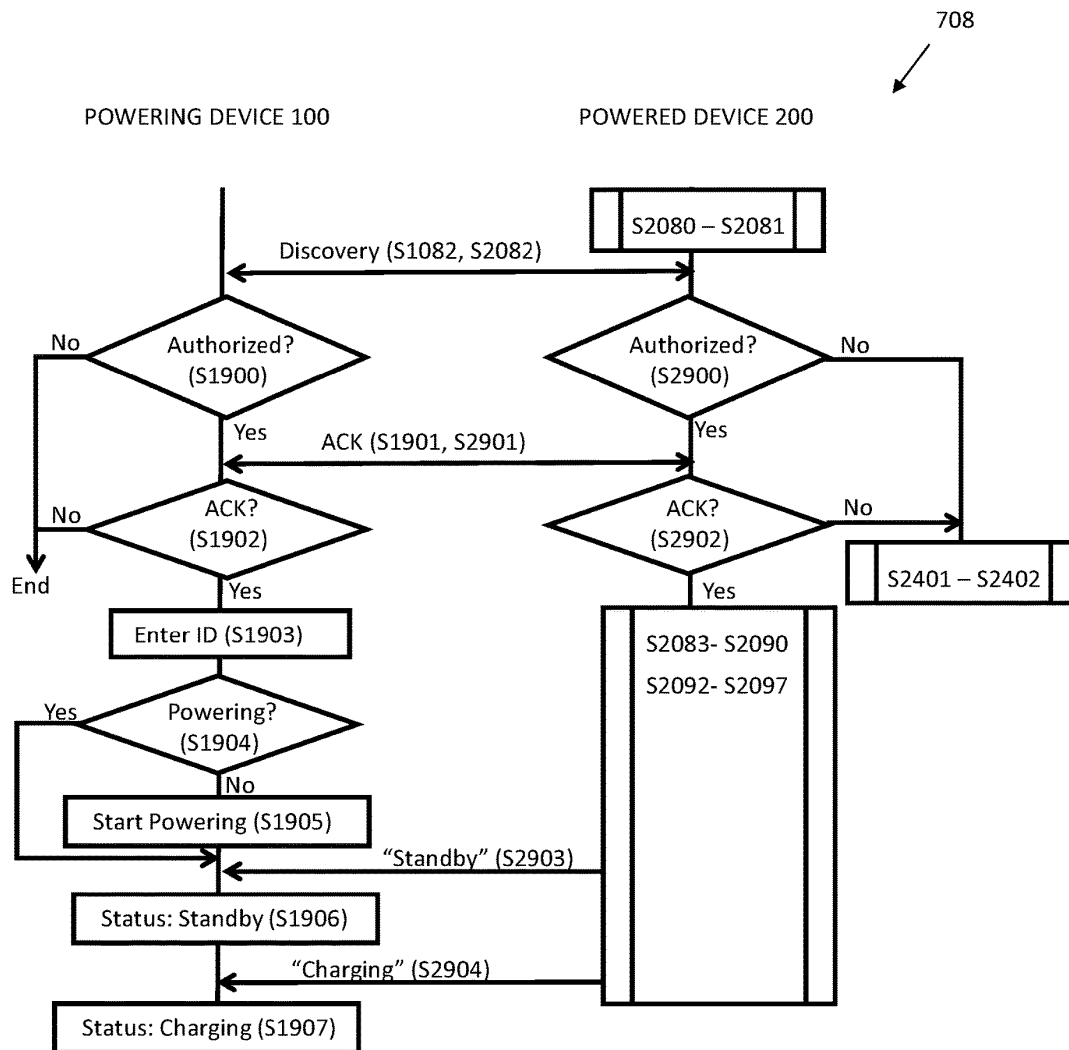 708
POWERING DEVICE 100
POWERED DEVICE 200
S2080 – S2081
Discovery (S1082, S2082)
No
Authorized?
(S1900)
Authorized?
(S2900)
No
Yes
ACK (S1901, S2901)
Yes
No
ACK?
(S1902)
ACK?
(S2902)
No
End
S2401 – S2402
Yes
Yes
Enter ID (S1903)
S2083- S2090
S2092- S2097
Yes
Powering?
(S1904)
No
Start Powering (S1905)
“Standby” (S2903)
Status: Standby (S1906)
“Charging” (S2904)
Status: Charging (S1907)